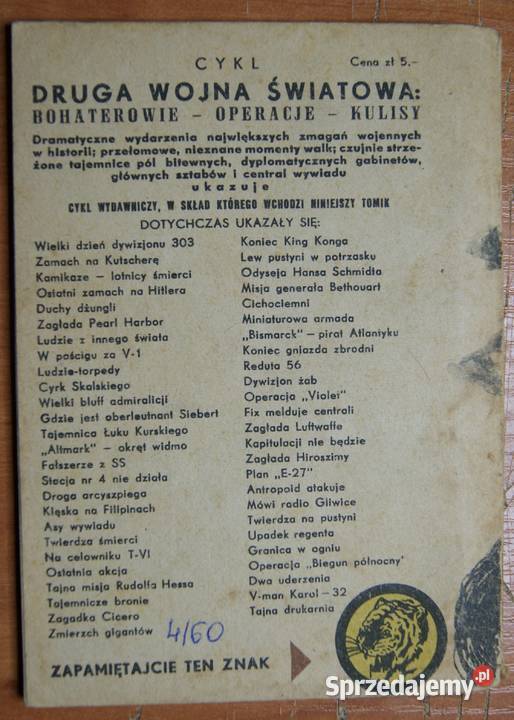 CYKL
Cena zł 5.-
DRUGA WOJNA ŚWIATOWA:
BOHATEROWIE - OPERACJE - KULISY
Dramatyczne wydarzenia największych zmagań wojennych
w historii; przełomowe, nieznane momenty walk; czujnie strze-
żone tajemnice pól bitewnych, dyplomatycznych gabinetów,
głównych sztabów i central wywiadu
ukazuje
CYKL WYDAWNICZY, W SKŁAD KTÓREGO WCHODZI NINIEJSZY TOMIK
DOTYCHCZAS UKAZAŁY SIĘ:
Wielki dzień dywizjonu 303
Zamach na Kutscherę
Kamikaze – lotnicy śmierci
Ostatni zamach na Hitlera
Duchy dżungli
Zagłada Pearl Harbor
Ludzie z innego świata
W pościgu za V-1
Ludzie-torpedy
Cyrk Skalskiego
Wielki bluff admiralicji
Gdzie jest oberleutnant Siebert
Tajemnica Łuku Kurskiego
„Altmark" – okręt widmo
Fałszerze z SS
Stacja nr 4 nie działa
Droga arcyszpiega
Klęska na Filipinach
Asy wywiadu
Twierdza śmierci
Na celowniku T-VI
Ostatnia akcja
Tajna misja Rudolfa Hessa
Tajemnicze bronie
Zagadka Cicero
Zmierzch gigantów
Koniec King Konga
Lew pustyni w potrzasku
Odyseja Hansa Schmidta
Misja generała Bethouart
Cichociemni
Miniaturowa armada
„Bismarck" – pirat Atlantyku
Koniec gniazda zbrodni
Reduta 56
Dywizjon żab
Operacja „Violet"
Fix melduje centrali
Zagłada Luftwaffe
Kapitulacji nie będzie
Zagłada Hiroszimy
Plan „E-27"
Antropoid atakuje
Mówi radio Gliwice
Twierdza na pustyni
Upadek regenta
Granica w ogniu
Operacja „Biegun północny"
Dwa uderzenia
V-man Karol-32
Tajna drukarnia
4/60
ZAPAMIĘTAJCIE TEN ZNAK
Sprzedajemy.pl